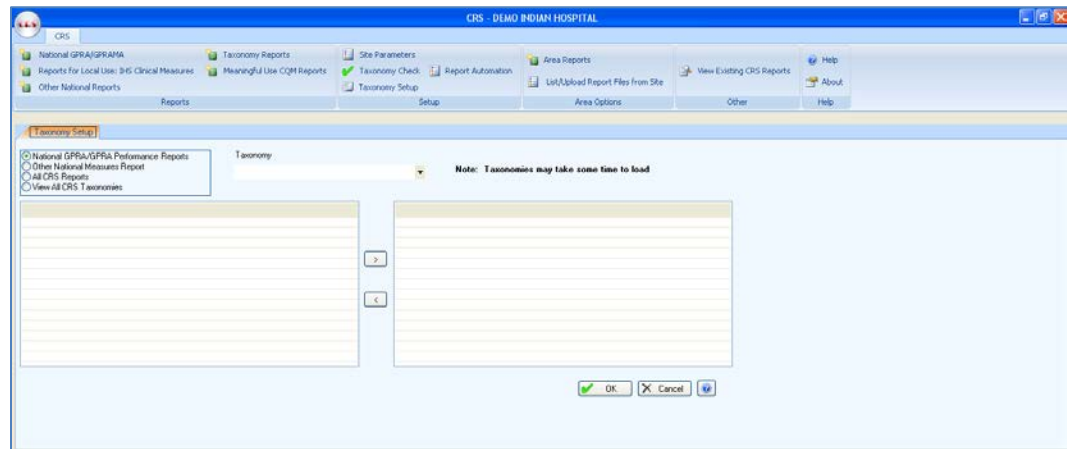 CRS - DEMO INDIAN HOSPITAL
CRS
National GPRA/GPRAMA
Reports for Local Use: IHS Clinical Measures
Other National Reports
Taxonomy Reports
Meaningful Use CQM Reports
Reports
Site Parameters
Taxonomy Check
Report Automation
Taxonomy Setup
Setup
Area Reports
List/Upload Report Files from Site
Area Options
View Existing CRS Reports
Other
Help
About
Help
Taxonomy Setup
National GPRA/GPRA Performance Reports
Other National Measures Report
All CRS Reports
View All CRS Taxonomies
Taxonomy
Note: Taxonomies may take some time to load
>
<
OK
Cancel